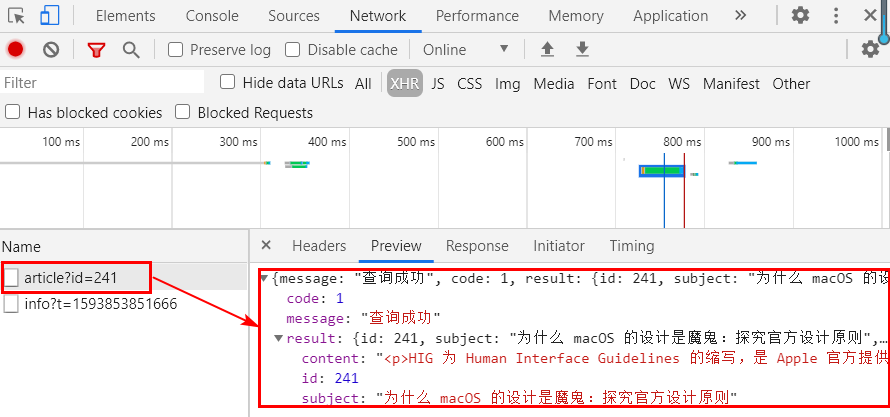 Elements Console Sources Network Performance Memory Application »
Preserve log Disable cache Online
Filter Hide data URLs All XHR JS CSS Img Media Font Doc WS Manifest Other
Has blocked cookies Blocked Requests
100 ms 200 ms 300 ms 400 ms 500 ms 600 ms 700 ms 800 ms 900 ms 1000 ms
Name × Headers Preview Response Initiator Timing
article?id=241
info?t=1593853851666
{message: "查询成功", code: 1, result: {id: 241, subject: "为什么 macOS 的设
code: 1
message: "查询成功"
result: {id: 241, subject: "为什么 macOS 的设计是魔鬼: 探究官方设计原则",…
content: "<p>HIG 为 Human Interface Guidelines 的缩写，是 Apple 官方提供
id: 241
subject: "为什么 macOS 的设计是魔鬼: 探究官方设计原则"